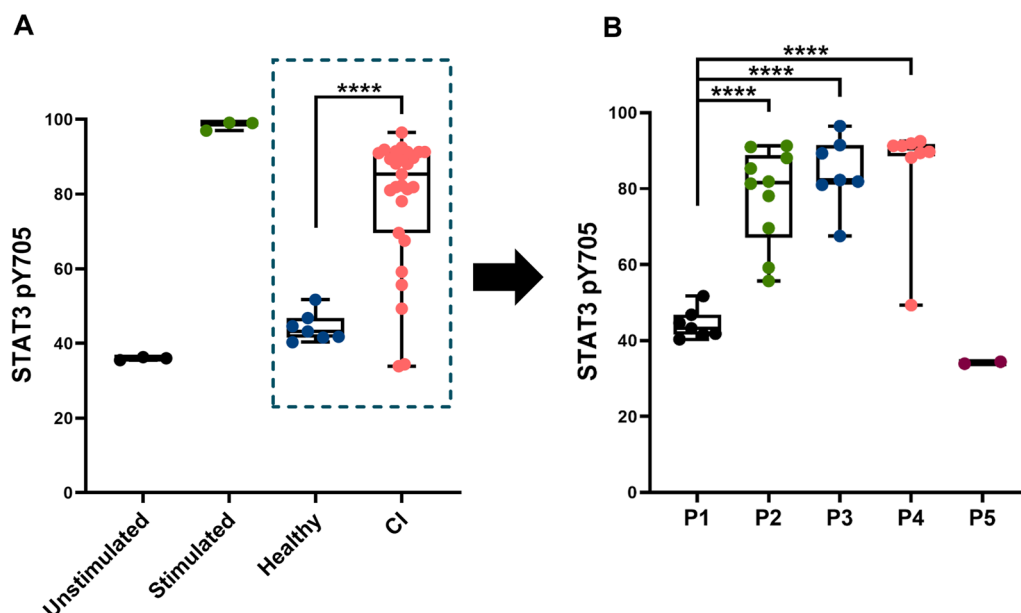 A
STAT3 pY705
100
80
60
40
20
0
****
Unstimulated
Stimulated
Healthy
CI
B
STAT3 pY705
100
80
60
40
20
0
****
****
****
P1
P2
P3
P4
P5